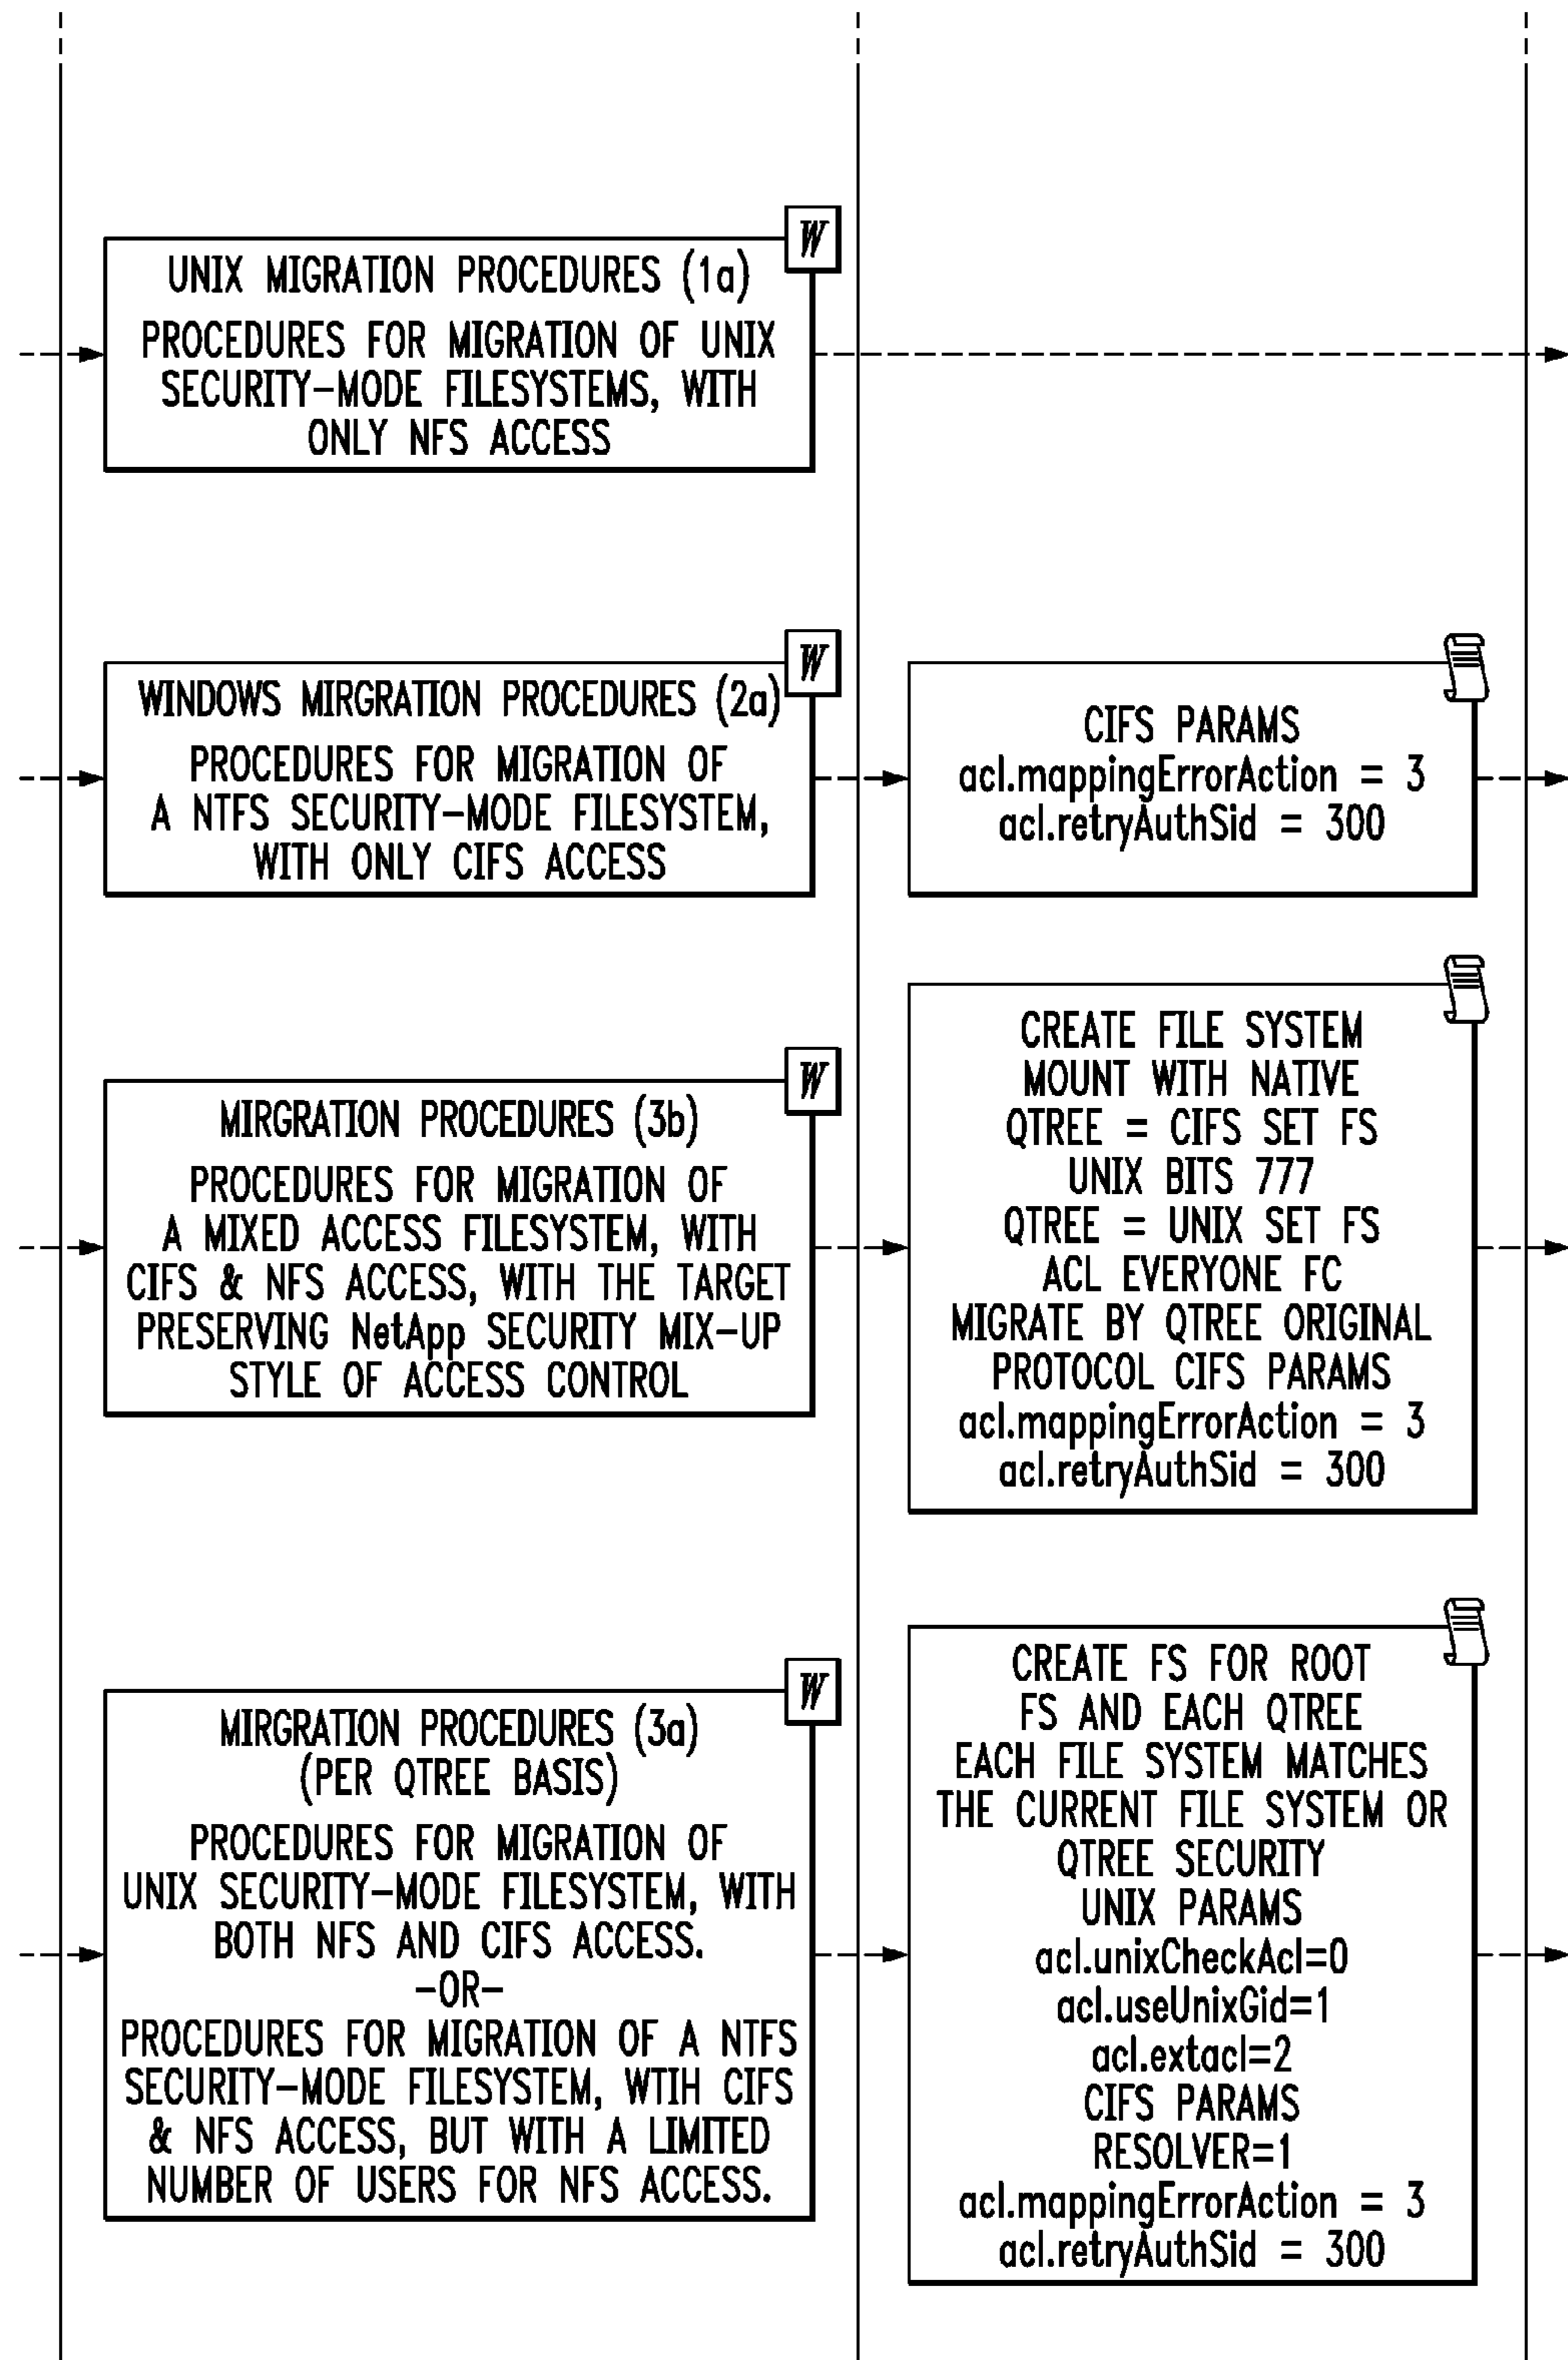 W
UNIX MIGRATION PROCEDURES (1a)
PROCEDURES FOR MIGRATION OF UNIX
SECURITY-MODE FILESYSTEMS, WITH
ONLY NFS ACCESS
W
WINDOWS MIRGRATION PROCEDURES (2a)
PROCEDURES FOR MIGRATION OF
A NTFS SECURITY-MODE FILESYSTEM,
WITH ONLY CIFS ACCESS
CIFS PARAMS
acl.mappingErrorAction = 3
acl.retryAuthSid = 300
W
MIRGRATION PROCEDURES (3b)
PROCEDURES FOR MIGRATION OF
A MIXED ACCESS FILESYSTEM, WITH
CIFS & NFS ACCESS, WITH THE TARGET
PRESERVING NetApp SECURITY MIX-UP
STYLE OF ACCESS CONTROL
CREATE FILE SYSTEM
MOUNT WITH NATIVE
QTREE = CIFS SET FS
UNIX BITS 777
QTREE = UNIX SET FS
ACL EVERYONE FC
MIGRATE BY QTREE ORIGINAL
PROTOCOL CIFS PARAMS
acl.mappingErrorAction = 3
acl.retryAuthSid = 300
W
MIRGRATION PROCEDURES (3a)
(PER QTREE BASIS)
PROCEDURES FOR MIGRATION OF
UNIX SECURITY-MODE FILESYSTEM, WITH
BOTH NFS AND CIFS ACCESS.
-OR-
PROCEDURES FOR MIGRATION OF A NTFS
SECURITY-MODE FILESYSTEM, WTIH CIFS
& NFS ACCESS, BUT WITH A LIMITED
NUMBER OF USERS FOR NFS ACCESS.
CREATE FS FOR ROOT
FS AND EACH QTREE
EACH FILE SYSTEM MATCHES
THE CURRENT FILE SYSTEM OR
QTREE SECURITY
UNIX PARAMS
acl.unixCheckAcl=0
acl.useUnixGid=1
acl.extacl=2
CIFS PARAMS
RESOLVER=1
acl.mappingErrorAction = 3
acl.retryAuthSid = 300